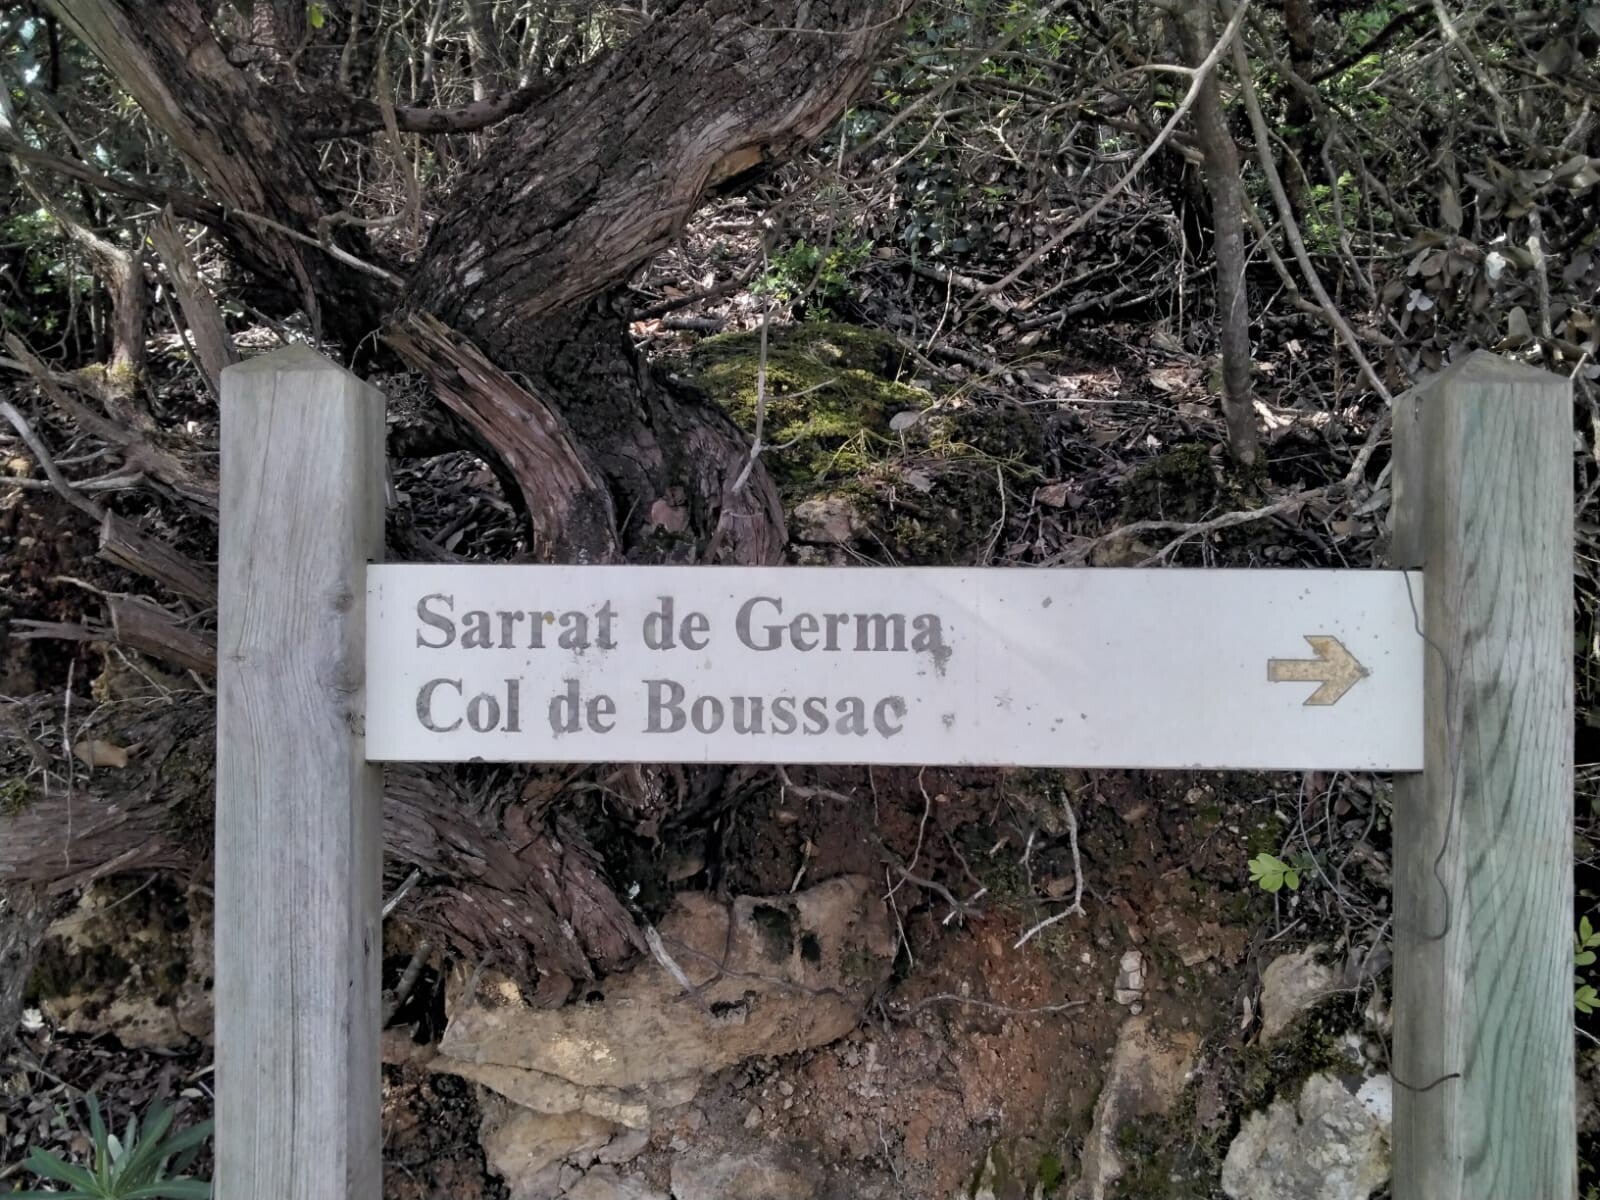 Sarrat de Germa
Col de Boussac